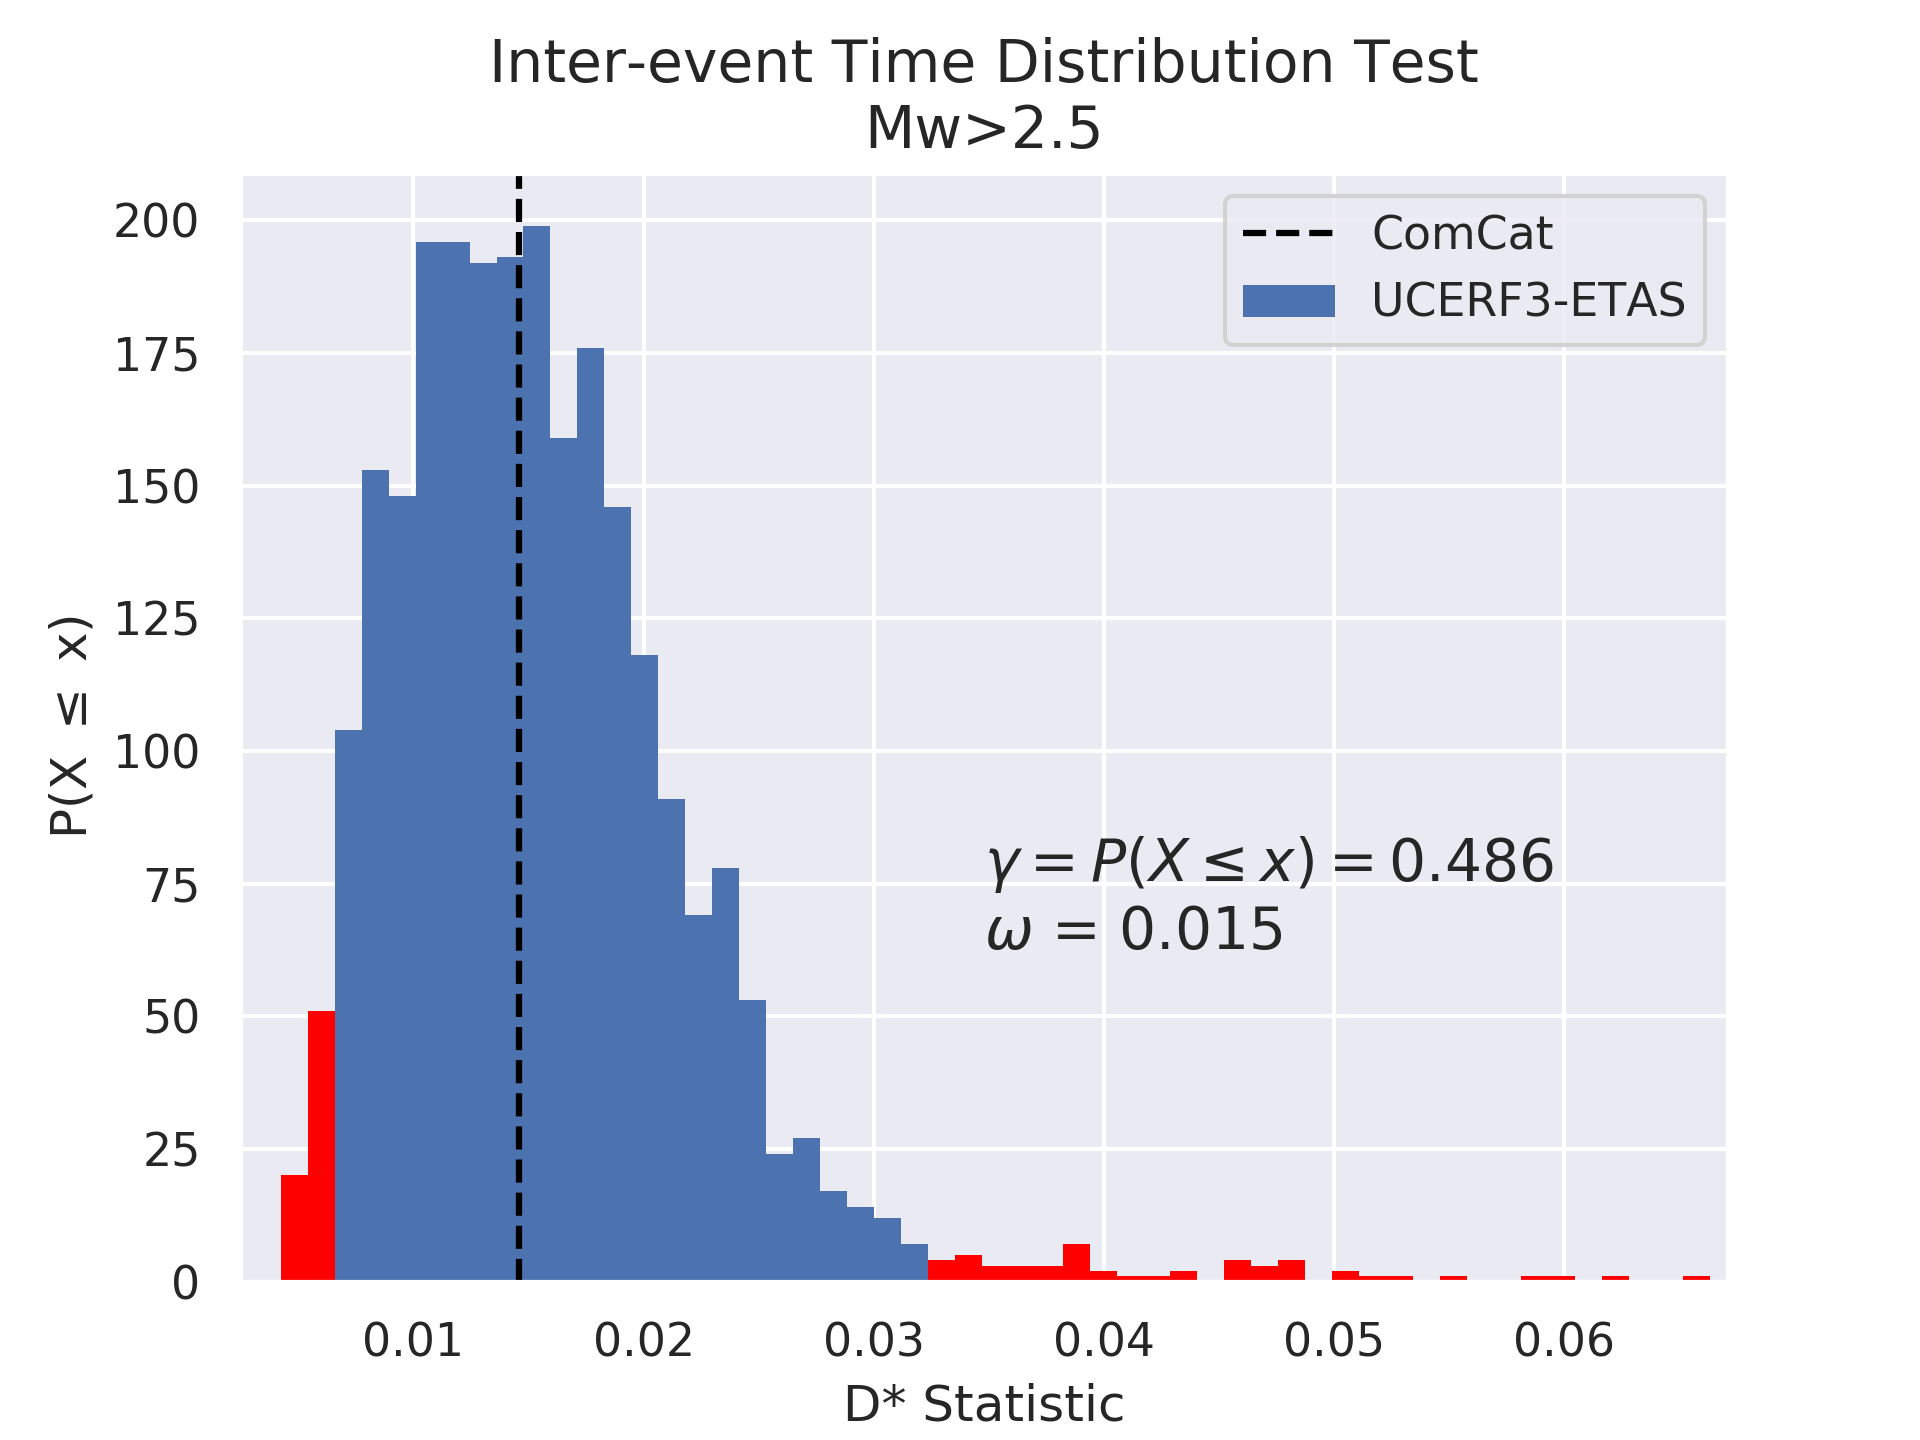 Inter-event Time Distribution Test
Mw>2.5
ComCat
UCERF3-ETAS
P(X ≤ x)
200
175
150
125
100
75
50
25
0
γ = P(X ≤ x) = 0.486
ω = 0.015
0.01 0.02 0.03 0.04 0.05 0.06
D* Statistic